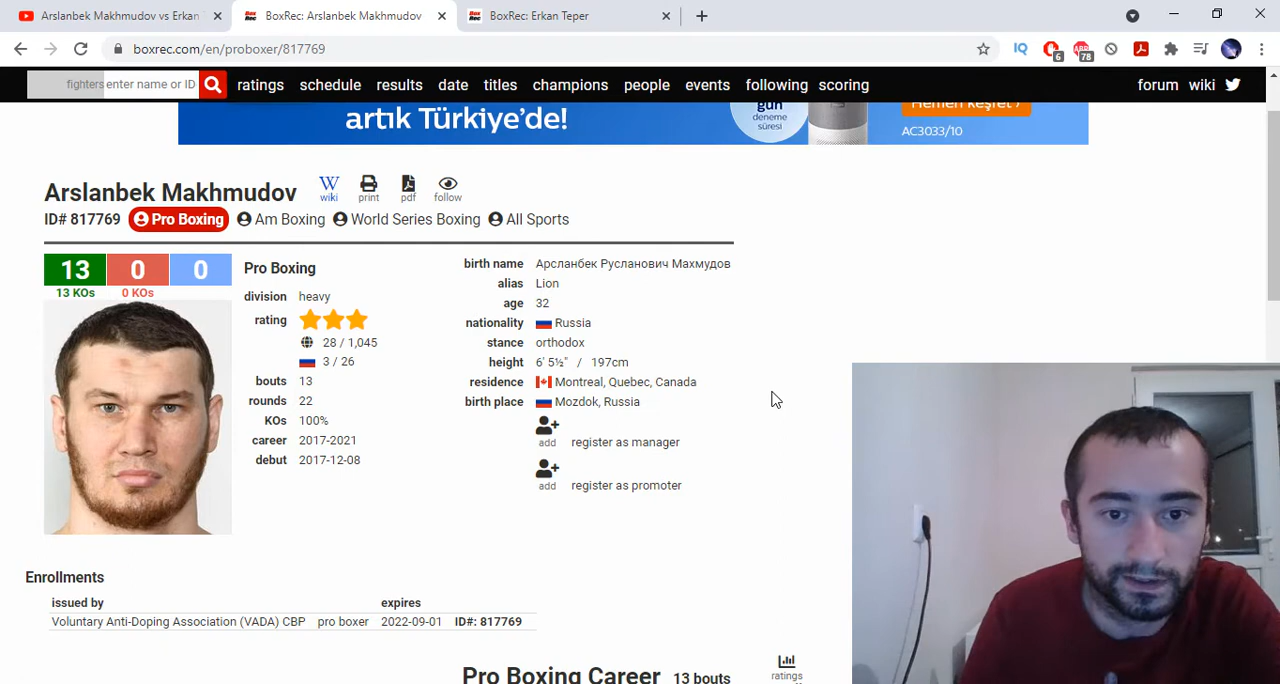 Arslanbek Makhmudov vs Erkan
BoxRec: Arslanbek Makhmudov
BoxRec: Erkan Teper
boxrec.com/en/proboxer/817769
IQ
6
ABP
78
fighters enter name or ID
ratings
schedule
results
date
titles
champions
people
events
following
scoring
forum
wiki
artık Türkiye'de!
gün
deneme
süresi
Hemen keşfet ›
AC3033/10
Arslanbek Makhmudov
W
wiki
print
pdf
follow
ID# 817769
Pro Boxing
Am Boxing
World Series Boxing
All Sports
13 0 0
13 KOs 0 KOs
Pro Boxing
division heavy
rating
28 / 1,045
3 / 26
bouts 13
rounds 22
KOs 100%
career 2017-2021
debut 2017-12-08
birth name Арсланбек Русланович Махмудов
alias Lion
age 32
nationality Russia
stance orthodox
height 6' 5½" / 197cm
residence Montreal, Quebec, Canada
birth place Mozdok, Russia
add register as manager
add register as promoter
Enrollments
issued by expires
Voluntary Anti-Doping Association (VADA) CBP pro boxer 2022-09-01 ID#: 817769
Pro Boxing Career 13 bouts
ratings